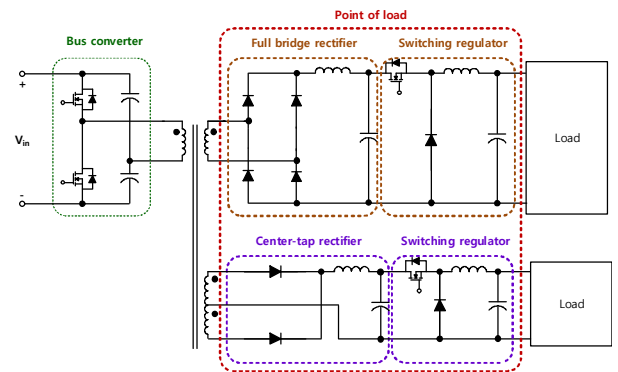 Point of load
Bus converter
Full bridge rectifier
Switching regulator
+
Vin
-
Load
Center-tap rectifier
Switching regulator
Load